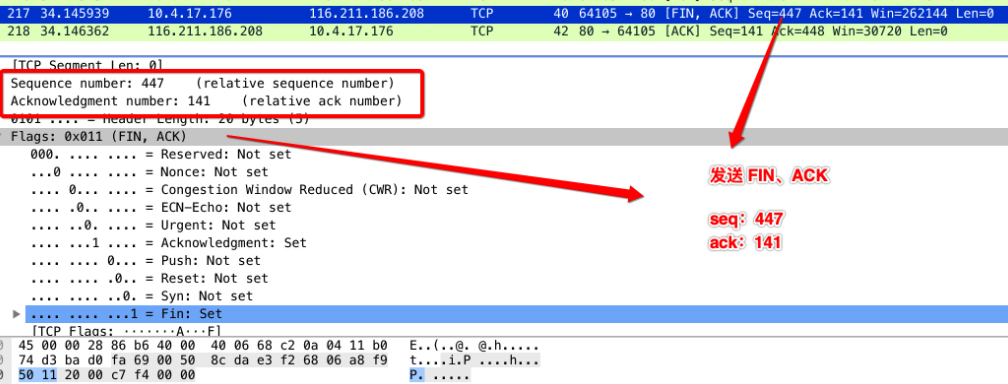 217 34.145939 10.4.17.176 116.211.186.208 TCP 40 64105 → 80 [FIN, ACK] Seq=447 Ack=141 Win=262144 Len=0
218 34.146362 116.211.186.208 10.4.17.176 TCP 42 80 → 64105 [ACK] Seq=141 Ack=448 Win=30720 Len=0
[TCP Segment Len: 0]
Sequence number: 447 (relative sequence number)
Acknowledgment number: 141 (relative ack number)
0101 .... = Header Length: 20 bytes (5)
Flags: 0x011 (FIN, ACK)
000. .... .... = Reserved: Not set
...0 .... .... = Nonce: Not set
.... 0... .... = Congestion Window Reduced (CWR): Not set
.... .0.. .... = ECN-Echo: Not set
.... ..0. .... = Urgent: Not set
.... ...1 .... = Acknowledgment: Set
.... .... 0... = Push: Not set
.... .... .0.. = Reset: Not set
.... .... ..0. = Syn: Not set
.... .... ...1 = Fin: Set
[TCP Flags: ·······A···F]
发送 FIN、ACK
seq：447
ack：141
45 00 00 28 86 b6 40 00 40 06 68 c2 0a 04 11 b0 E..(..@. @.h.....
74 d3 ba d0 fa 69 00 50 8c da e3 f2 68 06 a8 f9 t....i.P ....h...
50 11 20 00 c7 f4 00 00 P. .....